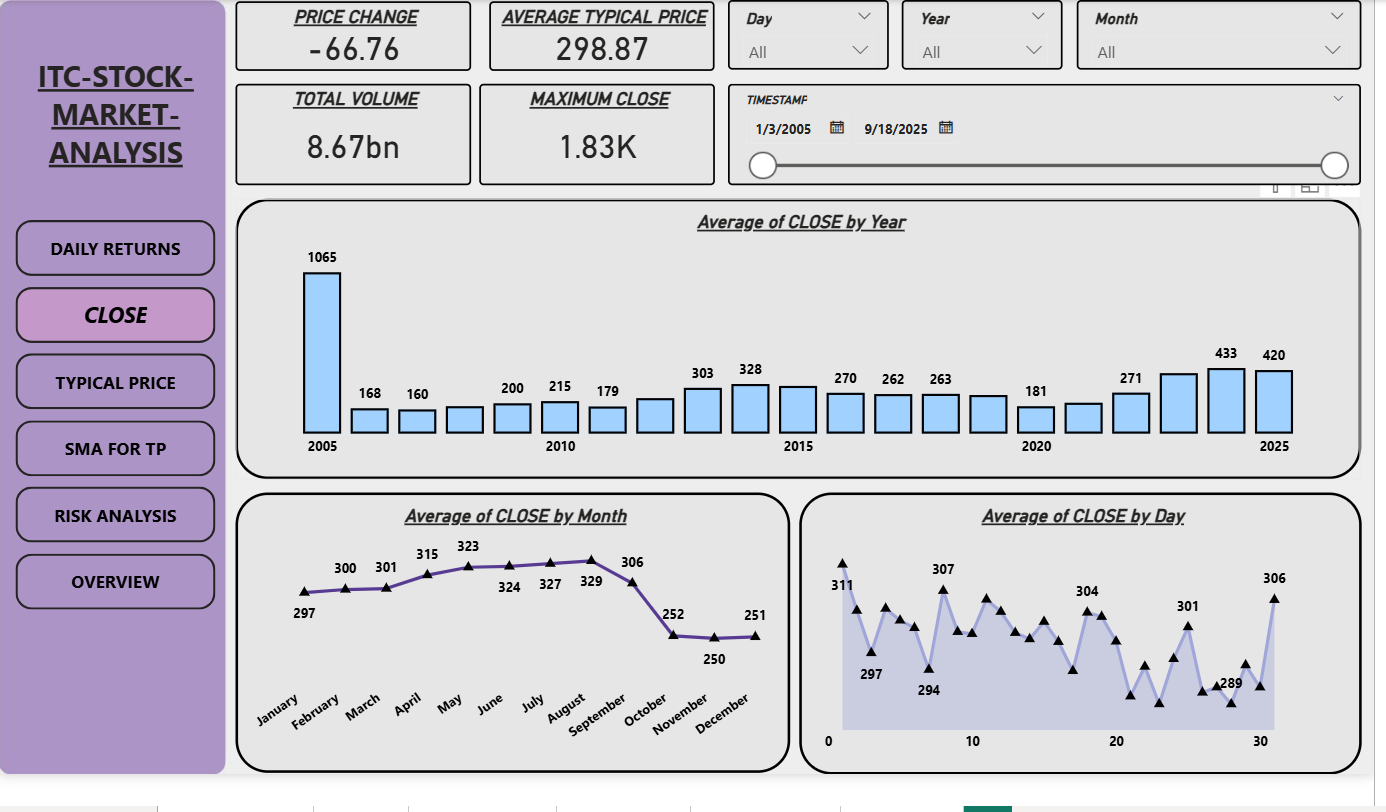 ITC-STOCK-
MARKET-
ANALYSIS
DAILY RETURNS
CLOSE
TYPICAL PRICE
SMA FOR TP
RISK ANALYSIS
OVERVIEW
PRICE CHANGE
-66.76
AVERAGE TYPICAL PRICE
298.87
Day
All
Year
All
Month
All
TOTAL VOLUME
8.67bn
MAXIMUM CLOSE
1.83K
TIMESTAMP
1/3/2005 9/18/2025
Average of CLOSE by Year
1065 168 160 200 215 179 303 328 270 262 263 181 271 433 420
2005 2010 2015 2020 2025
Average of CLOSE by Month
297 300 301 315 323 324 327 329 306 252 250 251
January February March April May June July August September October November December
Average of CLOSE by Day
311 297 294 307 304 301 289 306
0 10 20 30